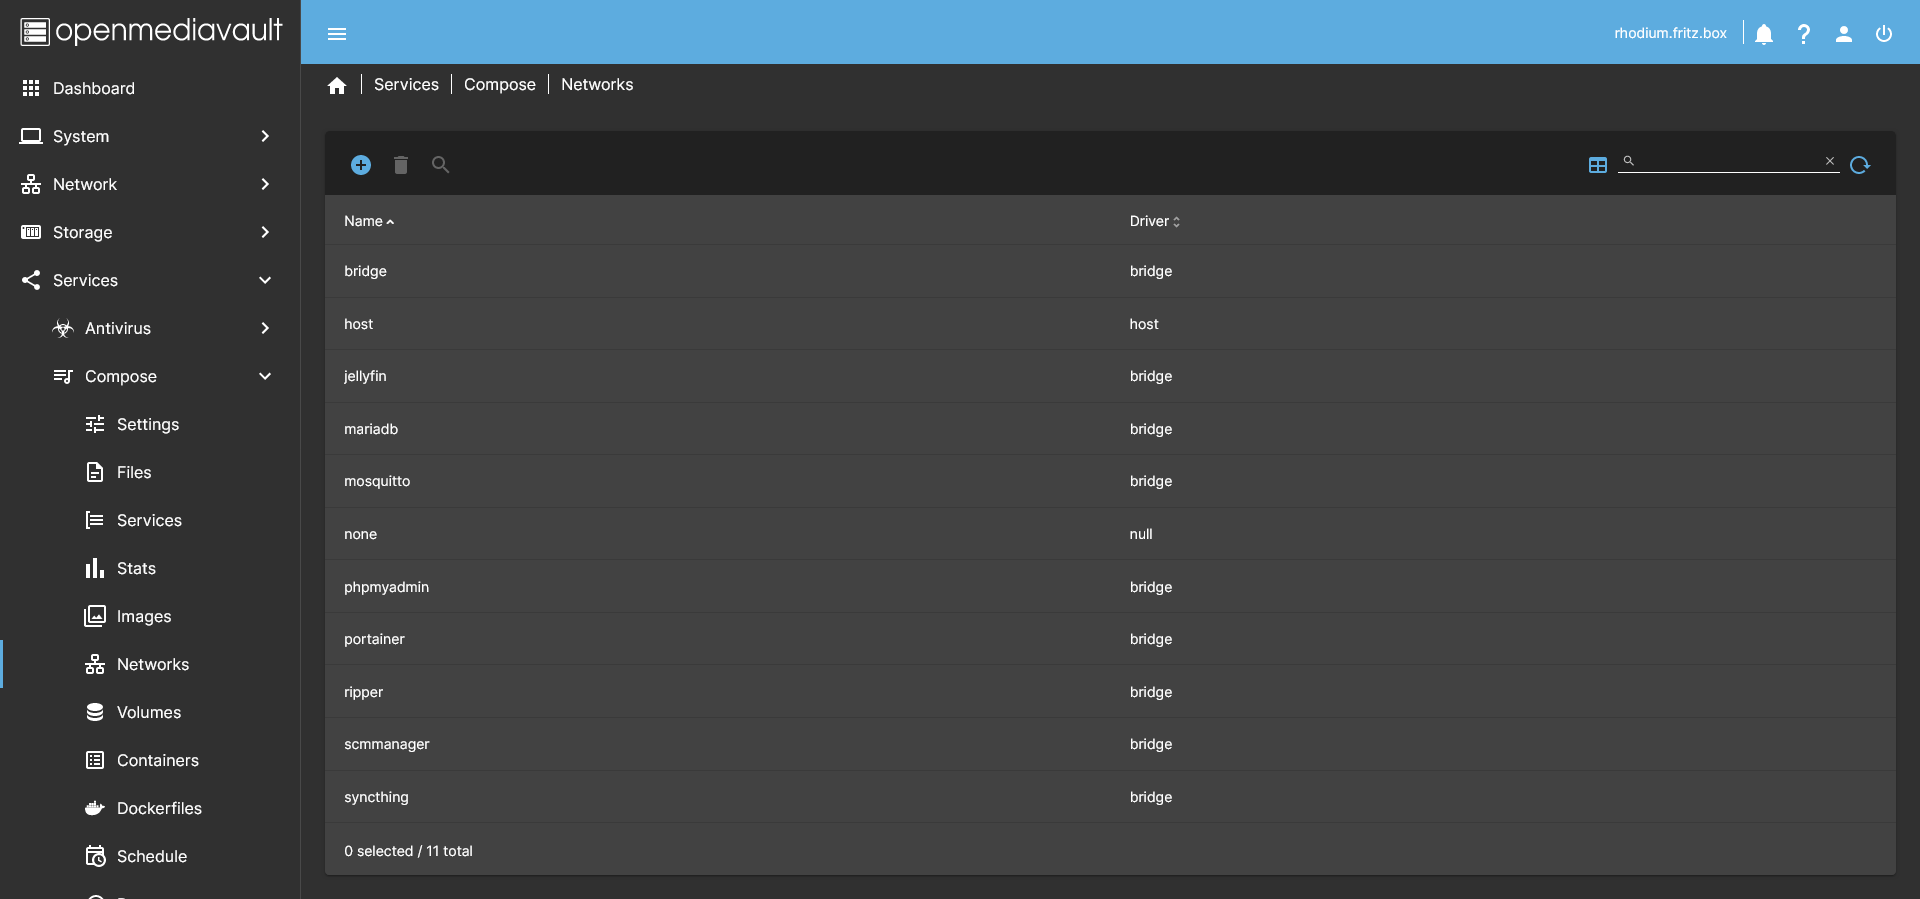 openmediavault
rhodium.fritz.box
Dashboard
System
Network
Storage
Services
Antivirus
Compose
Settings
Files
Services
Stats
Images
Networks
Volumes
Containers
Dockerfiles
Schedule
Services Compose Networks
Name Driver
bridge bridge
host host
jellyfin bridge
mariadb bridge
mosquitto bridge
none null
phpmyadmin bridge
portainer bridge
ripper bridge
scmmanager bridge
syncthing bridge
0 selected / 11 total